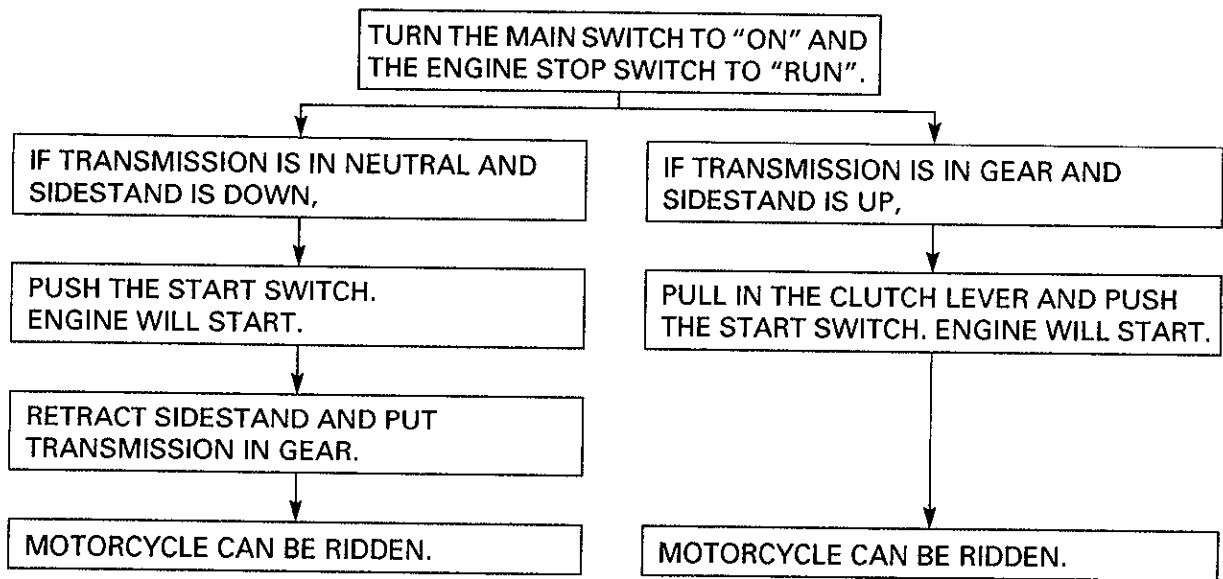 TURN THE MAIN SWITCH TO “ON” AND
THE ENGINE STOP SWITCH TO “RUN”.
IF TRANSMISSION IS IN NEUTRAL AND
SIDESTAND IS DOWN,
PUSH THE START SWITCH.
ENGINE WILL START.
RETRACT SIDESTAND AND PUT
TRANSMISSION IN GEAR.
MOTORCYCLE CAN BE RIDDEN.
IF TRANSMISSION IS IN GEAR AND
SIDESTAND IS UP,
PULL IN THE CLUTCH LEVER AND PUSH
THE START SWITCH. ENGINE WILL START.
MOTORCYCLE CAN BE RIDDEN.